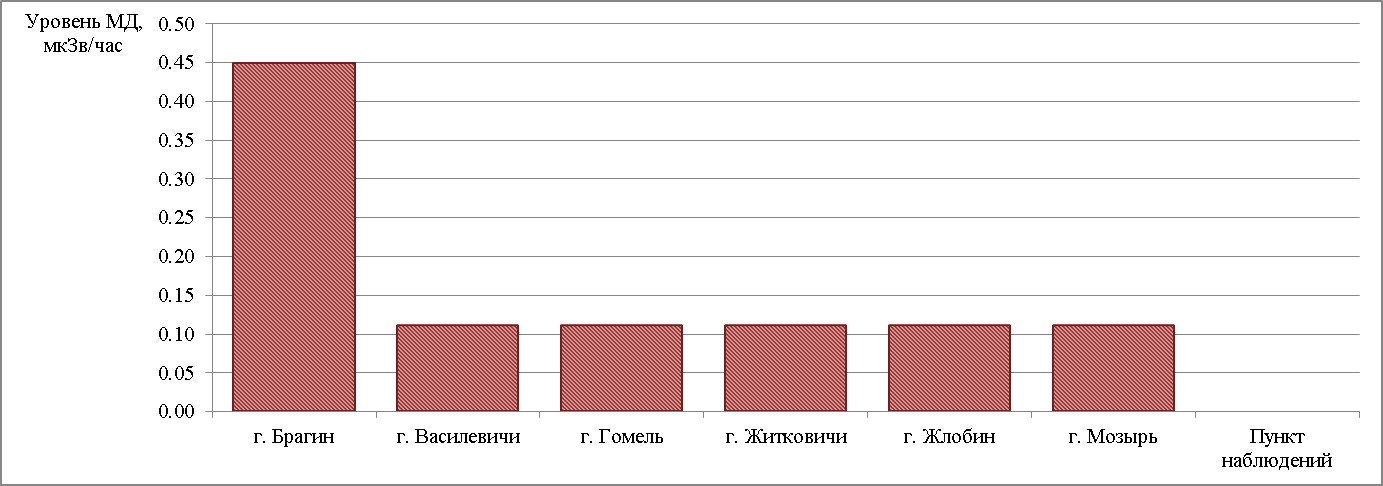 Уровень МД,
мкЗв/час
0.50
0.45
0.40
0.35
0.30
0.25
0.20
0.15
0.10
0.05
0.00
г. Брагин
г. Василевичи
г. Гомель
г. Житковичи
г. Жлобин
г. Мозырь
Пункт
наблюдений